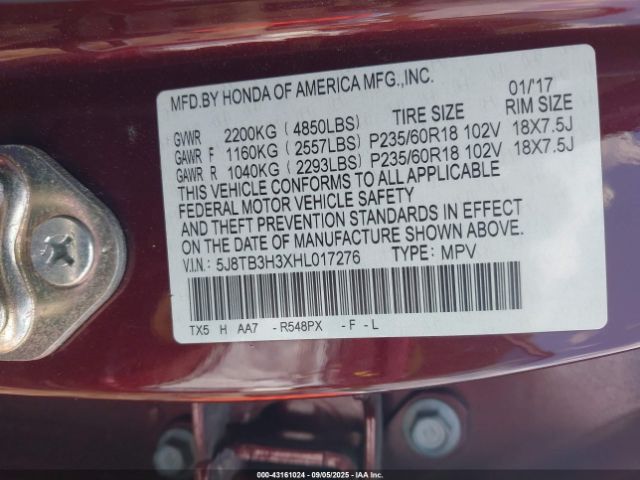 MFD.BY HONDA OF AMERICA MFG.,INC. 01/'17
TIRE SIZE RIM SIZE
GVWR 2200KG (4850LBS)
GAWR F 1160KG (2557LBS) P235/60R18 102V 18X7.5J
GAWR R 1040KG (2293LBS) P235/60R18 102V 18X7.5J
THIS VEHICLE CONFORMS TO ALL APPLICABLE
FEDERAL MOTOR VEHICLE SAFETY
AND THEFT PREVENTION STANDARDS IN EFFECT
ON THE DATE OF MANUFACTURE SHOWN ABOVE.
V.I.N.: 5J8TB3H3XHL017276 TYPE: MPV
TX5 H AA7 -R548PX -F -L
000-43161024 - 09/05/2025 - IAAI.CA